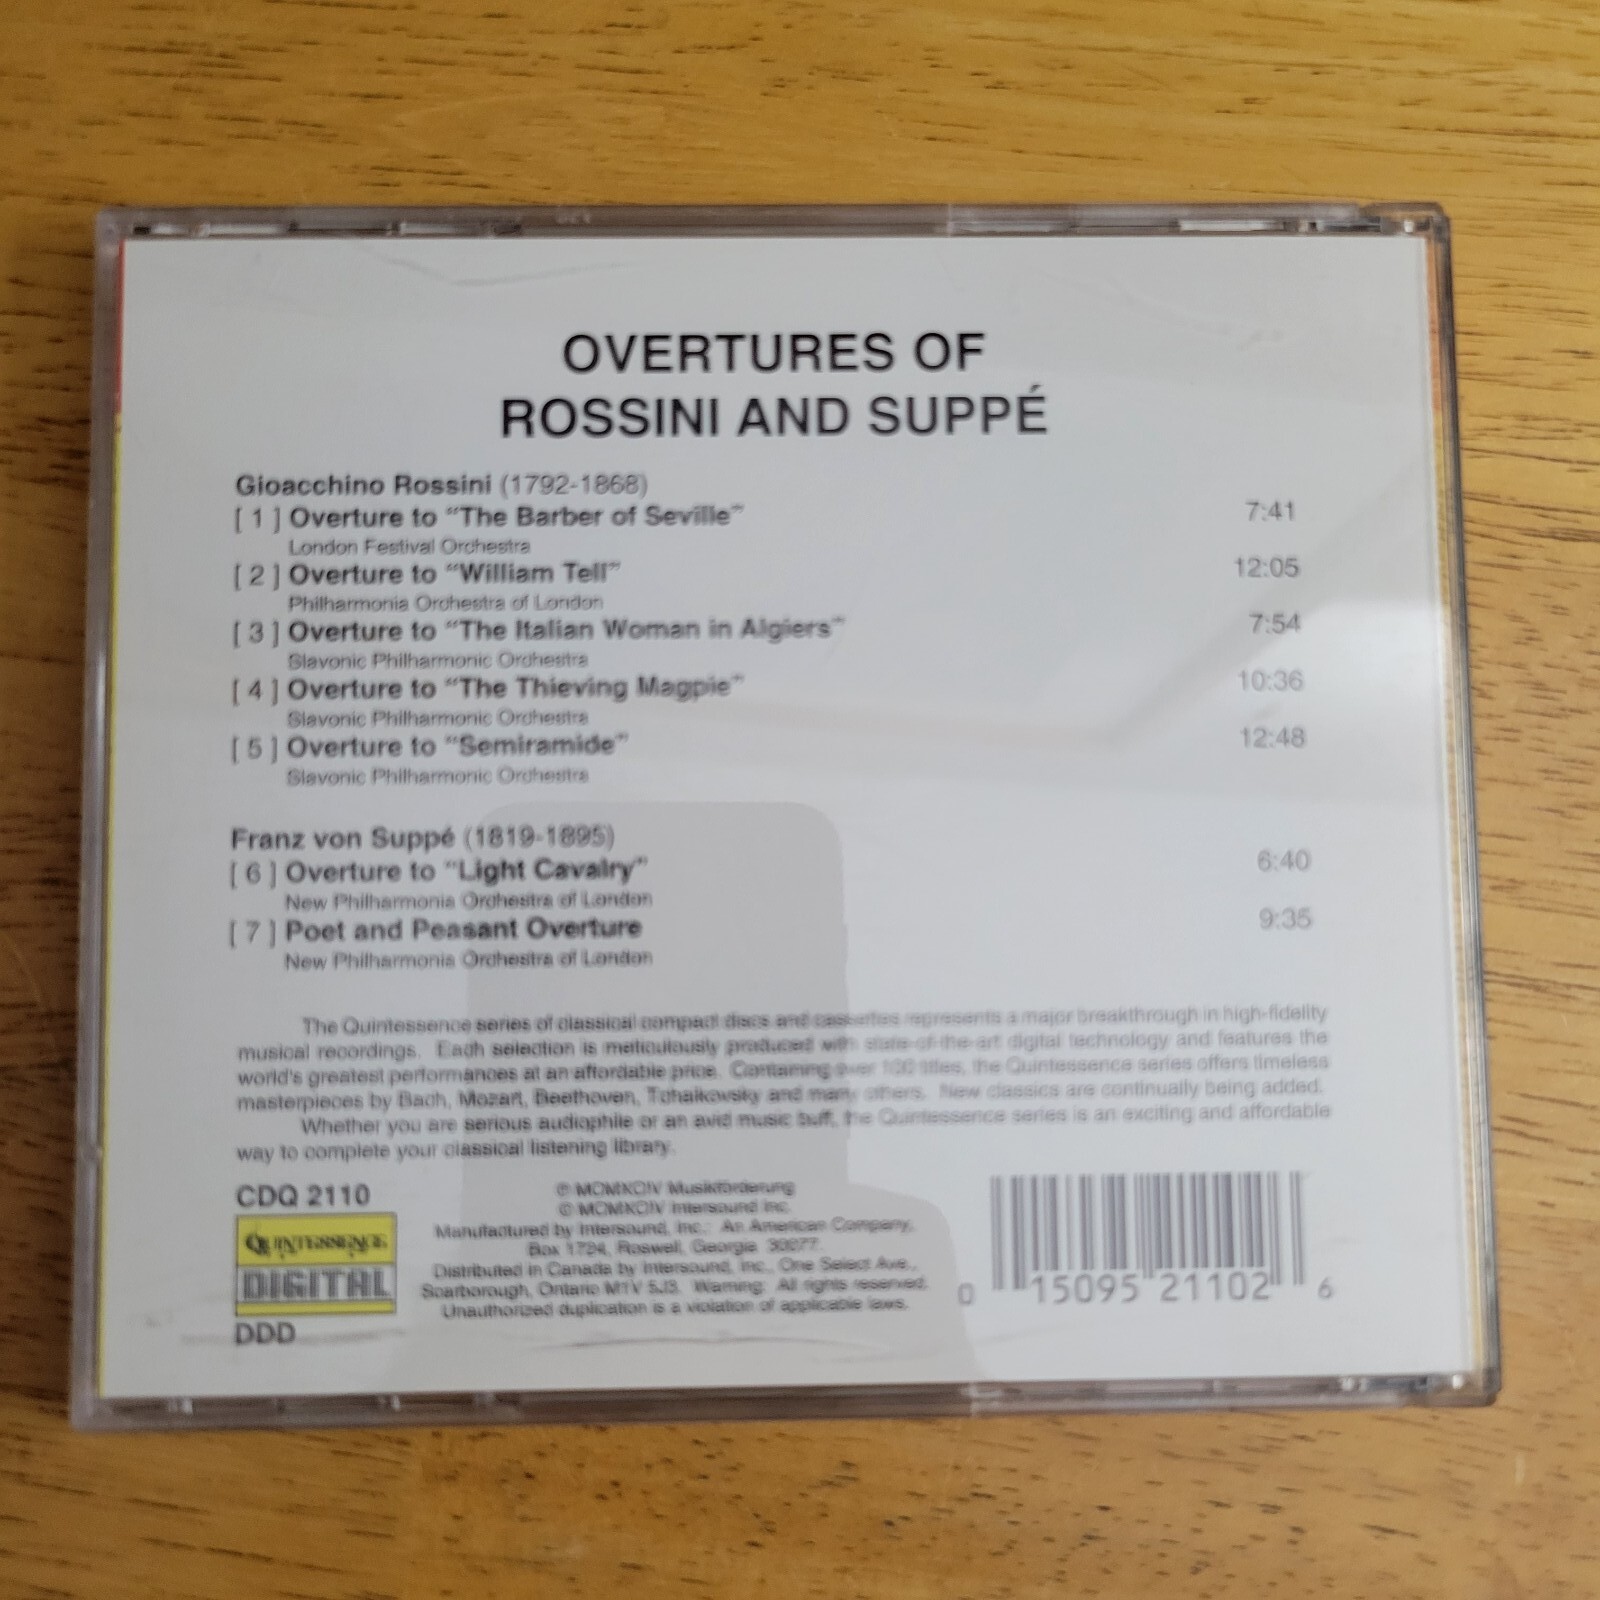 OVERTURES OF
ROSSINI AND SUPPÉ
Gioacchino Rossini (1792-1868)
[ 1 ] Overture to "The Barber of Seville" 7:41
London Festival Orchestra
[ 2 ] Overture to "William Tell" 12:05
Philharmonia Orchestra of London
[ 3 ] Overture to "The Italian Woman in Algiers" 7:54
Slavonic Philharmonic Orchestra
[ 4 ] Overture to "The Thieving Magpie" 10:36
Slavonic Philharmonic Orchestra
[ 5 ] Overture to "Semiramide" 12:48
Slavonic Philharmonic Orchestra
Franz von Suppé (1819-1895)
[ 6 ] Overture to "Light Cavalry" 6:40
New Philharmonia Orchestra of London
[ 7 ] Poet and Peasant Overture 9:35
New Philharmonia Orchestra of London
The Quintessence series of classical compact discs and cassettes represents a major breakthrough in high-fidelity
musical recordings. Each selection is meticulously produced with state-of-the-art digital technology and features the
world's greatest performances at an affordable price. Containing over 100 titles, the Quintessence series offers timeless
masterpieces by Bach, Mozart, Beethoven, Tchaikovsky and many others. New classics are continually being added.
Whether you are serious audiophile or an avid music buff, the Quintessence series is an exciting and affordable
way to complete your classical listening library.
CDQ 2110
QUINTESSENCE
DIGITAL
DDD
℗ MCMXCIV Musikförderung
© MCMXCIV Intersound Inc.
Manufactured by Intersound, Inc.: An American Company,
Box 1724, Roswell, Georgia 30077.
Distributed in Canada by Intersound, Inc., One Select Ave.,
Scarborough, Ontario M1V 5J3. Warning: All rights reserved.
Unauthorized duplication is a violation of applicable laws.
0 15095 21102 6